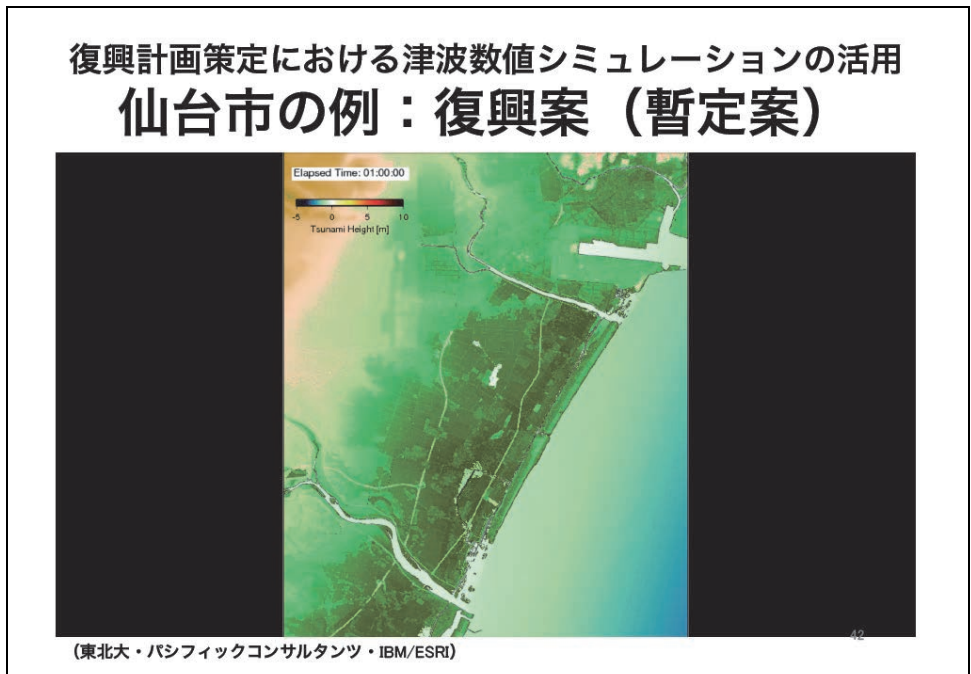 復興計画策定における津波数値シミュレーションの活用
仙台市の例：復興案（暫定案）
Elapsed Time: 01:00:00
-5 0 5 10
Tsunami Height [m]
42
（東北大・パシフィックコンサルタンツ・IBM/ESRI）